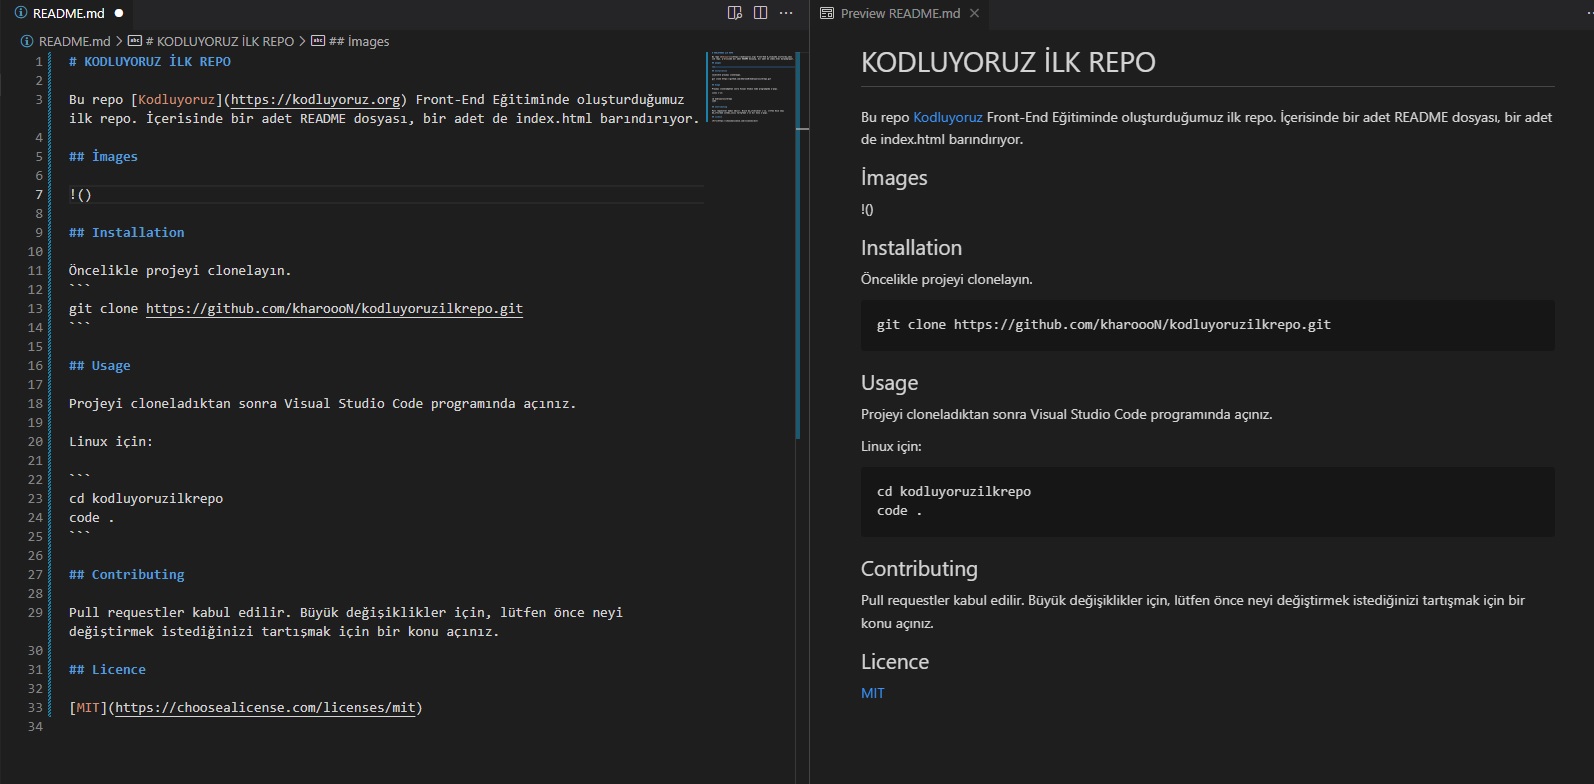 README.md
README.md > # KODLUYORUZ İLK REPO > ## İmages
1 # KODLUYORUZ İLK REPO
2
3 Bu repo [Kodluyoruz](https://kodluyoruz.org) Front-End Eğitiminde oluşturduğumuz
ilk repo. İçerisinde bir adet README dosyası, bir adet de index.html barındırıyor.
4
5 ## İmages
6
7 !()
8
9 ## Installation
10
11 Öncelikle projeyi clonelayın.
12 ```
13 git clone https://github.com/kharoooN/kodluyoruzilkrepo.git
14 ```
15
16 ## Usage
17
18 Projeyi cloneladıktan sonra Visual Studio Code programında açınız.
19
20 Linux için:
21
22 ```
23 cd kodluyoruzilkrepo
24 code .
25 ```
26
27 ## Contributing
28
29 Pull requestler kabul edilir. Büyük değişiklikler için, lütfen önce neyi
değiştirmek istediğinizi tartışmak için bir konu açınız.
30
31 ## Licence
32
33 [MIT](https://choosealicense.com/licenses/mit)
34
Preview README.md
KODLUYORUZ İLK REPO
Bu repo Kodluyoruz Front-End Eğitiminde oluşturduğumuz ilk repo. İçerisinde bir adet README dosyası, bir adet
de index.html barındırıyor.
İmages
!()
Installation
Öncelikle projeyi clonelayın.
git clone https://github.com/kharoooN/kodluyoruzilkrepo.git
Usage
Projeyi cloneladıktan sonra Visual Studio Code programında açınız.
Linux için:
cd kodluyoruzilkrepo
code .
Contributing
Pull requestler kabul edilir. Büyük değişiklikler için, lütfen önce neyi değiştirmek istediğinizi tartışmak için bir
konu açınız.
Licence
MIT